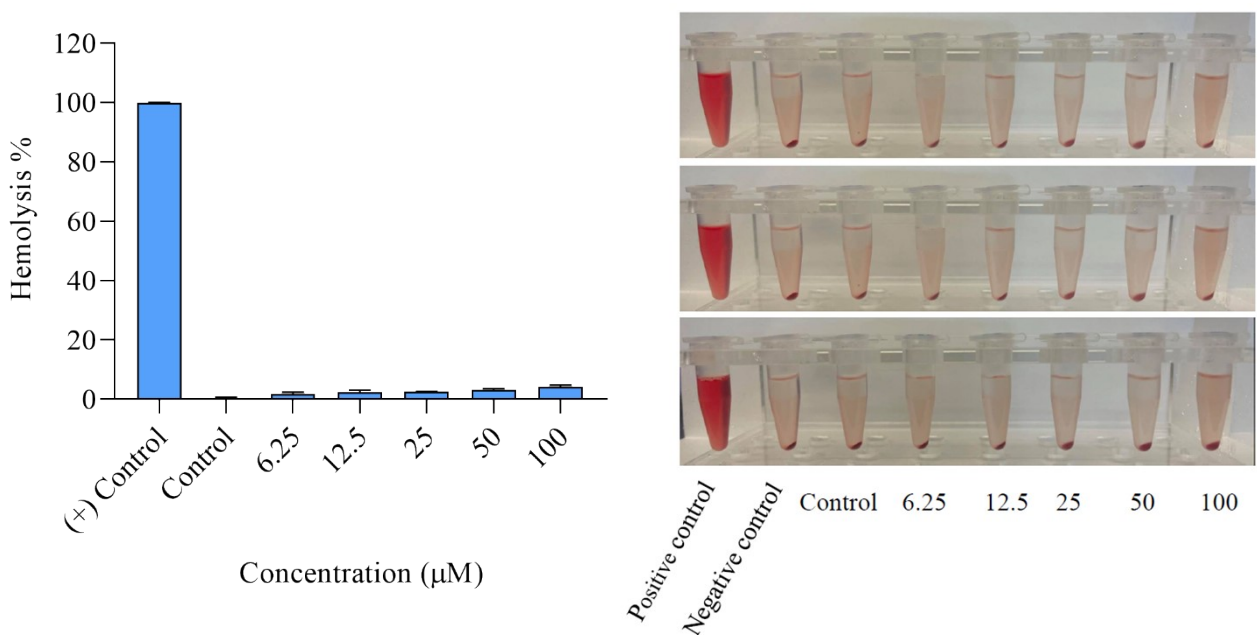 120
100
80
60
40
20
0
Hemolysis %
(+) Control
Control
6.25
12.5
25
50
100
Concentration (μM)
Positive control
Negative control
Control
6.25
12.5
25
50
100